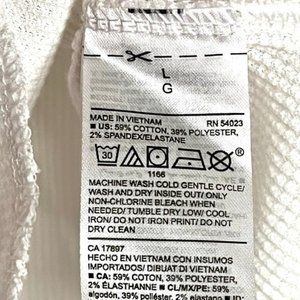 L
G
MADE IN VIETNAM RN 54023
■ US: 59% COTTON, 39% POLYESTER,
2% SPANDEX/ELASTANE
30
1166
MACHINE WASH COLD GENTLE CYCLE/
WASH AND DRY INSIDE OUT/ ONLY
NON-CHLORINE BLEACH WHEN
NEEDED/ TUMBLE DRY LOW/ COOL
IRON/ DO NOT IRON PRINT/ DO NOT
DRY CLEAN
CA 17897
HECHO EN VIETNAM CON INSUMOS
IMPORTADOS/ DIBUAT DI VIETNAM
■ CA: 59% COTTON, 39% POLYESTER,
2% ÉLASTHANNE/ ■ CL/MX/PE: 59%
algodón, 39% poliéster, 2% elastano ■ ID: